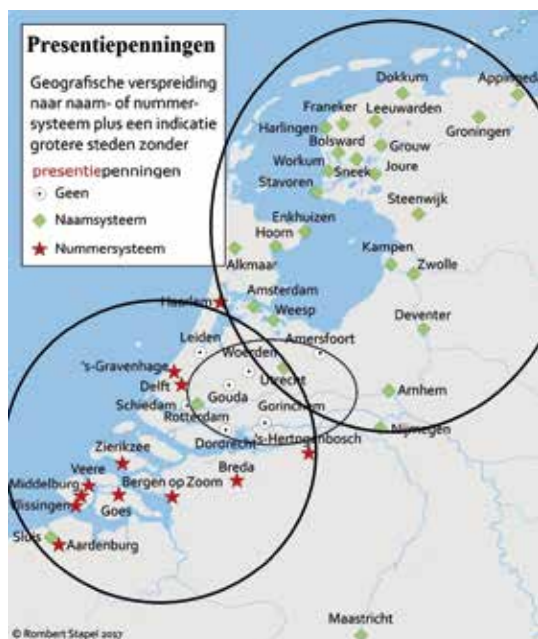 Presentiepenningen
Geografische verspreiding
naar naam- of nummer-
systeem plus een indicatie
grotere steden zonder
presentiepenningen
Geen
Naamsysteem
Nummersysteem
Dokkum
Appingeda
Franeker
Leeuwarden
Groningen
Harlingen
Bolsward
Grouw
Workum
Sneek
Joure
Stavoren
Steenwijk
Enkhuizen
Hoorn
Kampen
Alkmaar
Zwolle
Haarlem
Amsterdam
Weesp
Deventer
Leiden
Woerden
Amersfoort
's-Gravenhage
Utrecht
Delft
Gouda
Arnhem
Schiedam
Rotterdam
Gorinchem
Nijmegen
Dordrecht
's-Hertogenbosch
Zierikzee
Veere
Breda
Middelburg
Bergen op Zoom
Vlissingen
Goes
Sluis
Aardenburg
Maastricht
© Rombert Stapel 2017